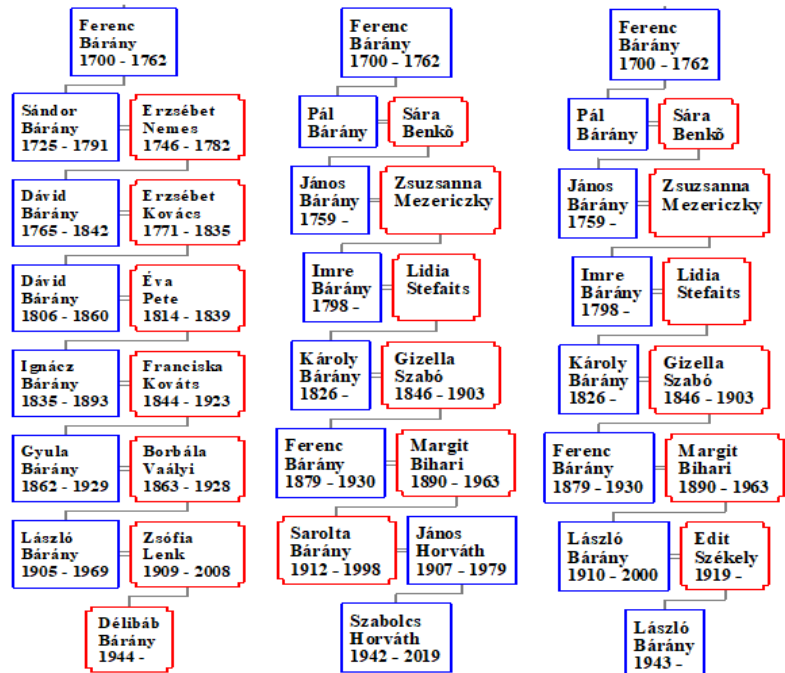 Ferenc
Bárány
1700 - 1762
Sándor
Bárány
1725 - 1791
Erzsébet
Nemes
1746 - 1782
Dávid
Bárány
1765 - 1842
Erzsébet
Kovács
1771 - 1835
Dávid
Bárány
1806 - 1860
Éva
Pete
1814 - 1839
Ignácz
Bárány
1835 - 1893
Franciska
Kováts
1844 - 1923
Gyula
Bárány
1862 - 1929
Borbála
Vaályi
1863 - 1928
László
Bárány
1905 - 1969
Zsófia
Lenk
1909 - 2008
Délibáb
Bárány
1944 -
Ferenc
Bárány
1700 - 1762
Pál
Bárány
Sára
Benkõ
János
Bárány
1759 -
Zsuzsanna
Mezericzky
Imre
Bárány
1798 -
Lidia
Stefaits
Károly
Bárány
1826 -
Gizella
Szabó
1846 - 1903
Ferenc
Bárány
1879 - 1930
Margit
Bihari
1890 - 1963
Sarolta
Bárány
1912 - 1998
János
Horváth
1907 - 1979
Szabolcs
Horváth
1942 - 2019
Ferenc
Bárány
1700 - 1762
Pál
Bárány
Sára
Benkõ
János
Bárány
1759 -
Zsuzsanna
Mezericzky
Imre
Bárány
1798 -
Lidia
Stefaits
Károly
Bárány
1826 -
Gizella
Szabó
1846 - 1903
Ferenc
Bárány
1879 - 1930
Margit
Bihari
1890 - 1963
László
Bárány
1910 - 2000
Edit
Székely
1919 -
László
Bárány
1943 -